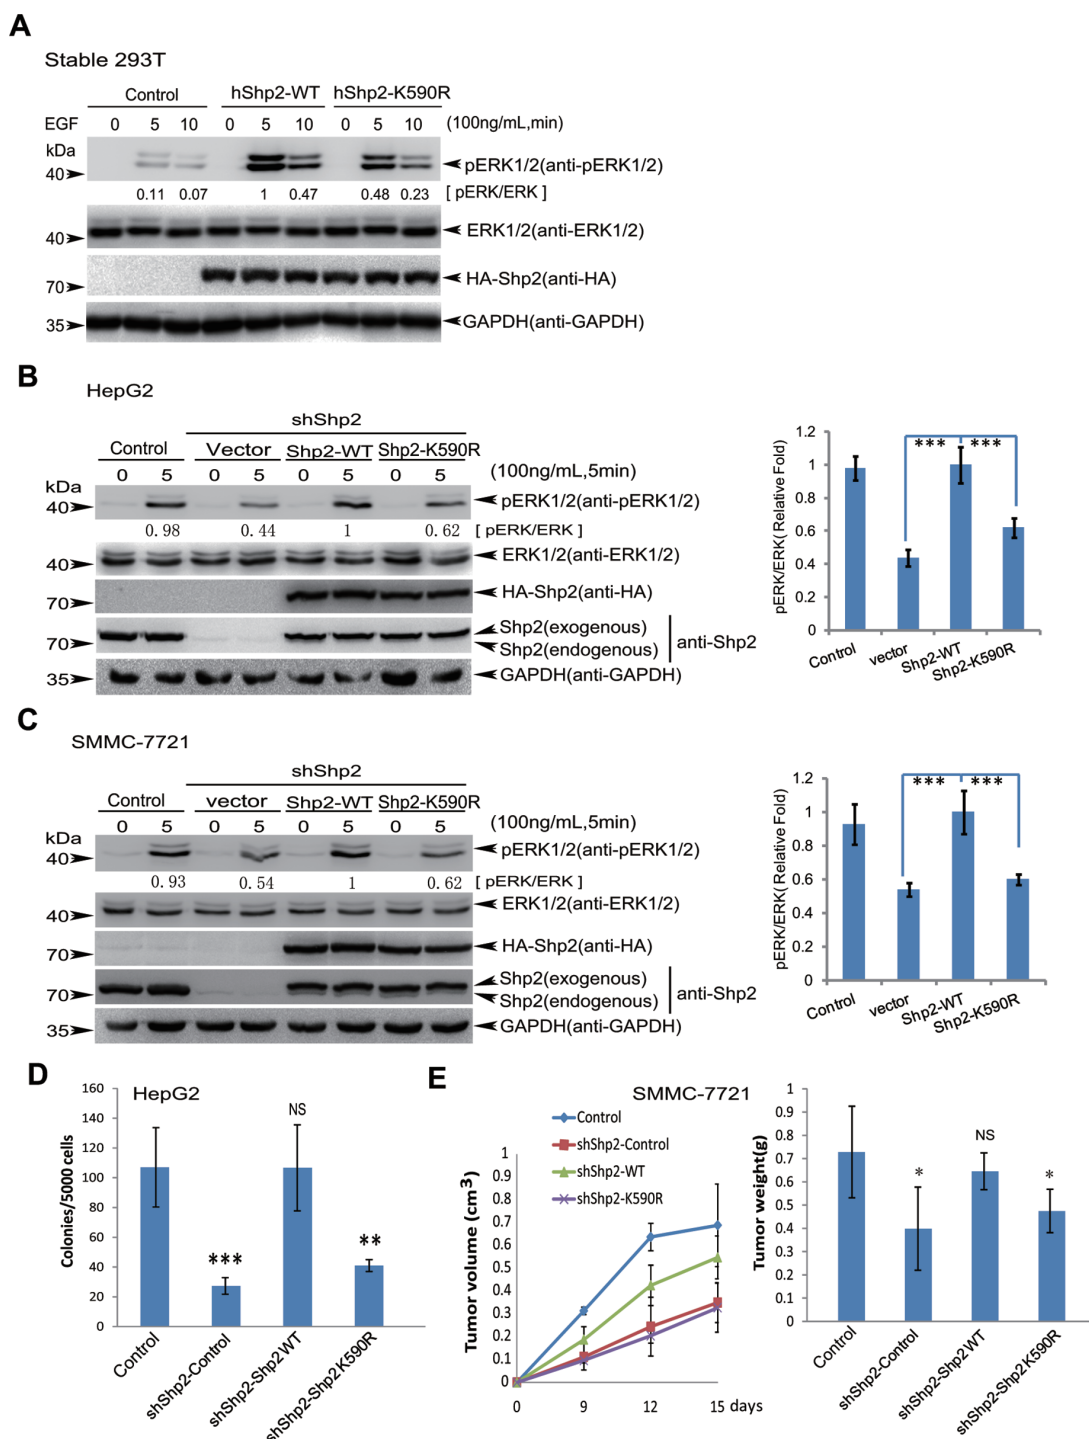 A
Stable 293T
Control hShp2-WT hShp2-K590R
EGF 0 5 10 0 5 10 0 5 10 (100ng/mL,min)
kDa
40 pERK1/2(anti-pERK1/2)
0.11 0.07 1 0.47 0.48 0.23 [ pERK/ERK ]
40 ERK1/2(anti-ERK1/2)
70 HA-Shp2(anti-HA)
35 GAPDH(anti-GAPDH)
B
HepG2
shShp2
Control Vector Shp2-WT Shp2-K590R
0 5 0 5 0 5 0 5 (100ng/mL,5min)
kDa
40 pERK1/2(anti-pERK1/2)
0.98 0.44 1 0.62 [ pERK/ERK ]
40 ERK1/2(anti-ERK1/2)
70 HA-Shp2(anti-HA)
70 Shp2(exogenous)
Shp2(endogenous) anti-Shp2
35 GAPDH(anti-GAPDH)
pERK/ERK( Relative Fold)
1.2
1
0.8
0.6
0.4
0.2
0
*** ***
Control vector Shp2-WT Shp2-K590R
C
SMMC-7721
shShp2
Control vector Shp2-WT Shp2-K590R
0 5 0 5 0 5 0 5 (100ng/mL,5min)
kDa
40 pERK1/2(anti-pERK1/2)
0.93 0.54 1 0.62 [ pERK/ERK ]
40 ERK1/2(anti-ERK1/2)
70 HA-Shp2(anti-HA)
70 Shp2(exogenous)
Shp2(endogenous) anti-Shp2
35 GAPDH(anti-GAPDH)
pERK/ERK( Relative Fold)
1.2
1
0.8
0.6
0.4
0.2
0
*** ***
Control vector Shp2-WT Shp2-K590R
D
HepG2
Colonies/5000 cells
160
140
120
100
80
60
40
20
0
*** NS **
Control shShp2-Control shShp2-Shp2WT shShp2-Shp2K590R
E
SMMC-7721
Control
shShp2-Control
shShp2-WT
shShp2-K590R
Tumor volume (cm3)
1
0.9
0.8
0.7
0.6
0.5
0.4
0.3
0.2
0.1
0
0 9 12 15 days
Tumor weight(g)
1
0.9
0.8
0.7
0.6
0.5
0.4
0.3
0.2
0.1
0
* NS *
Control shShp2-Control shShp2-Shp2WT shShp2-Shp2K590R